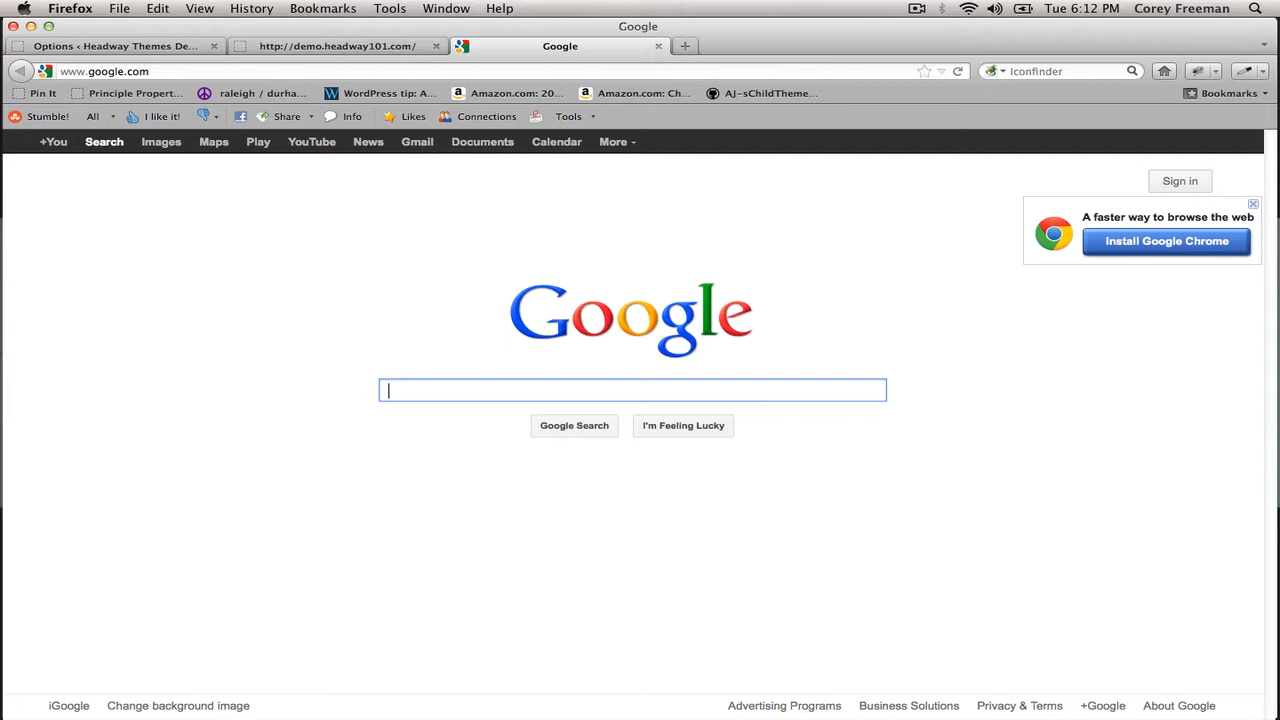 Firefox File Edit View History Bookmarks Tools Window Help Tue 6:12 PM Corey Freeman
Google
Options ‹ Headway Themes De... http://demo.headway101.com/ Google
www.google.com Iconfinder
Pin It Principle Propert... raleigh / durha... WordPress tip: A... Amazon.com: 20... Amazon.com: Ch... AJ-sChildTheme... Bookmarks
Stumble! All I like it! Share Info Likes Connections Tools
+You Search Images Maps Play YouTube News Gmail Documents Calendar More
Sign in
A faster way to browse the web
Install Google Chrome
Google
Google Search I'm Feeling Lucky
iGoogle Change background image Advertising Programs Business Solutions Privacy & Terms +Google About Google